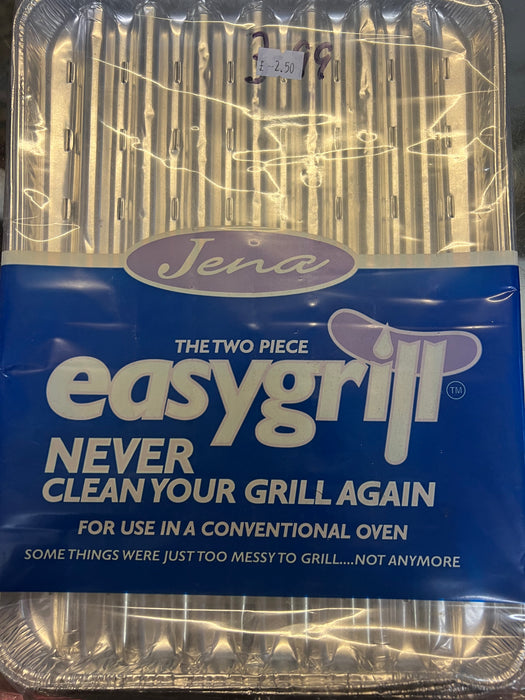 £-2.50
Jena
THE TWO PIECE
easygrill
TM
NEVER
CLEAN YOUR GRILL AGAIN
FOR USE IN A CONVENTIONAL OVEN
SOME THINGS WERE JUST TOO MESSY TO GRILL....NOT ANYMORE